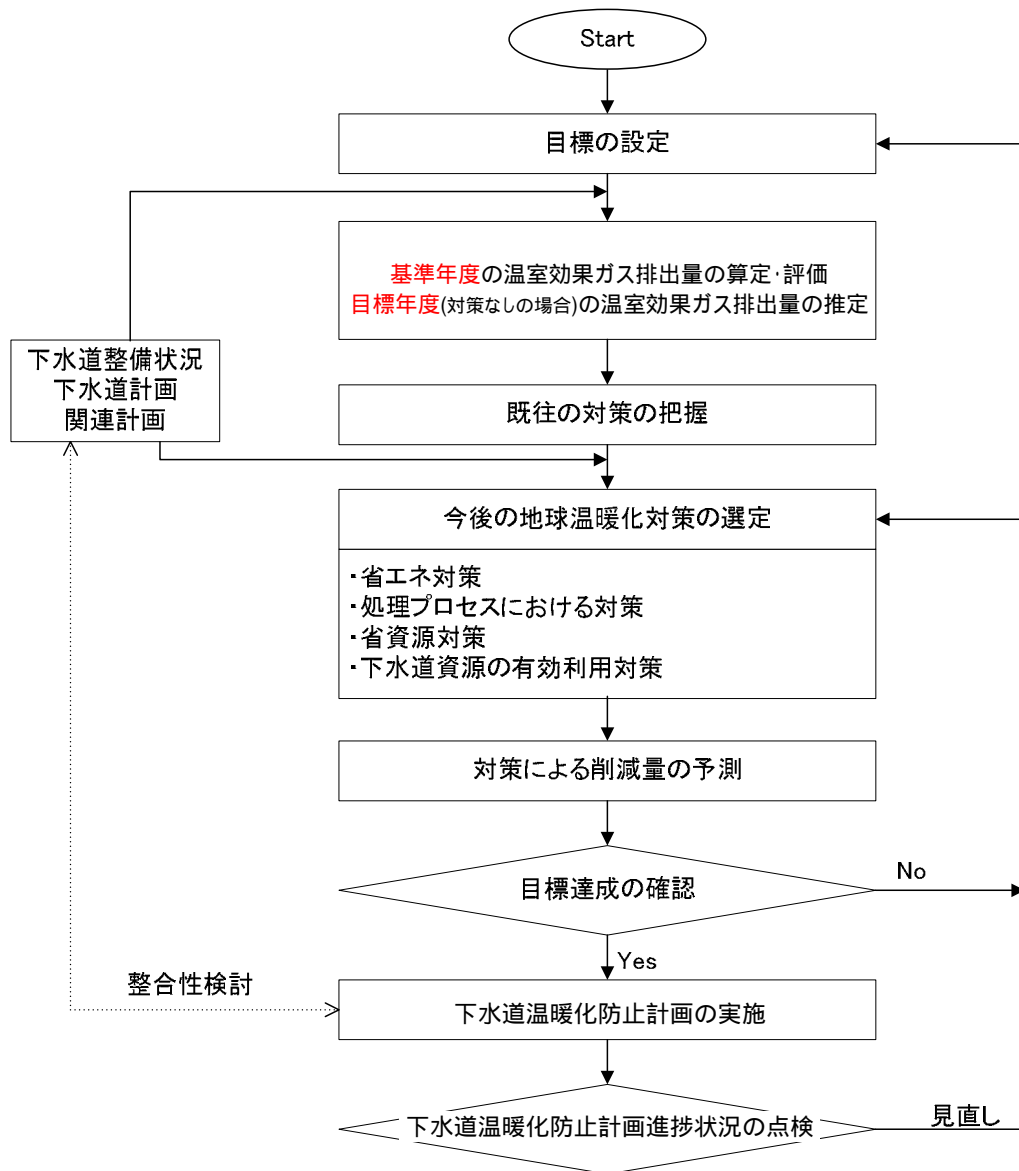 Start
目標の設定
基準年度の温室効果ガス排出量の算定・評価
目標年度(対策なしの場合)の温室効果ガス排出量の推定
下水道整備状況
下水道計画
関連計画
既往の対策の把握
今後の地球温暖化対策の選定
・省エネ対策
・処理プロセスにおける対策
・省資源対策
・下水道資源の有効利用対策
対策による削減量の予測
目標達成の確認
No
Yes
整合性検討
下水道温暖化防止計画の実施
下水道温暖化防止計画進捗状況の点検
見直し